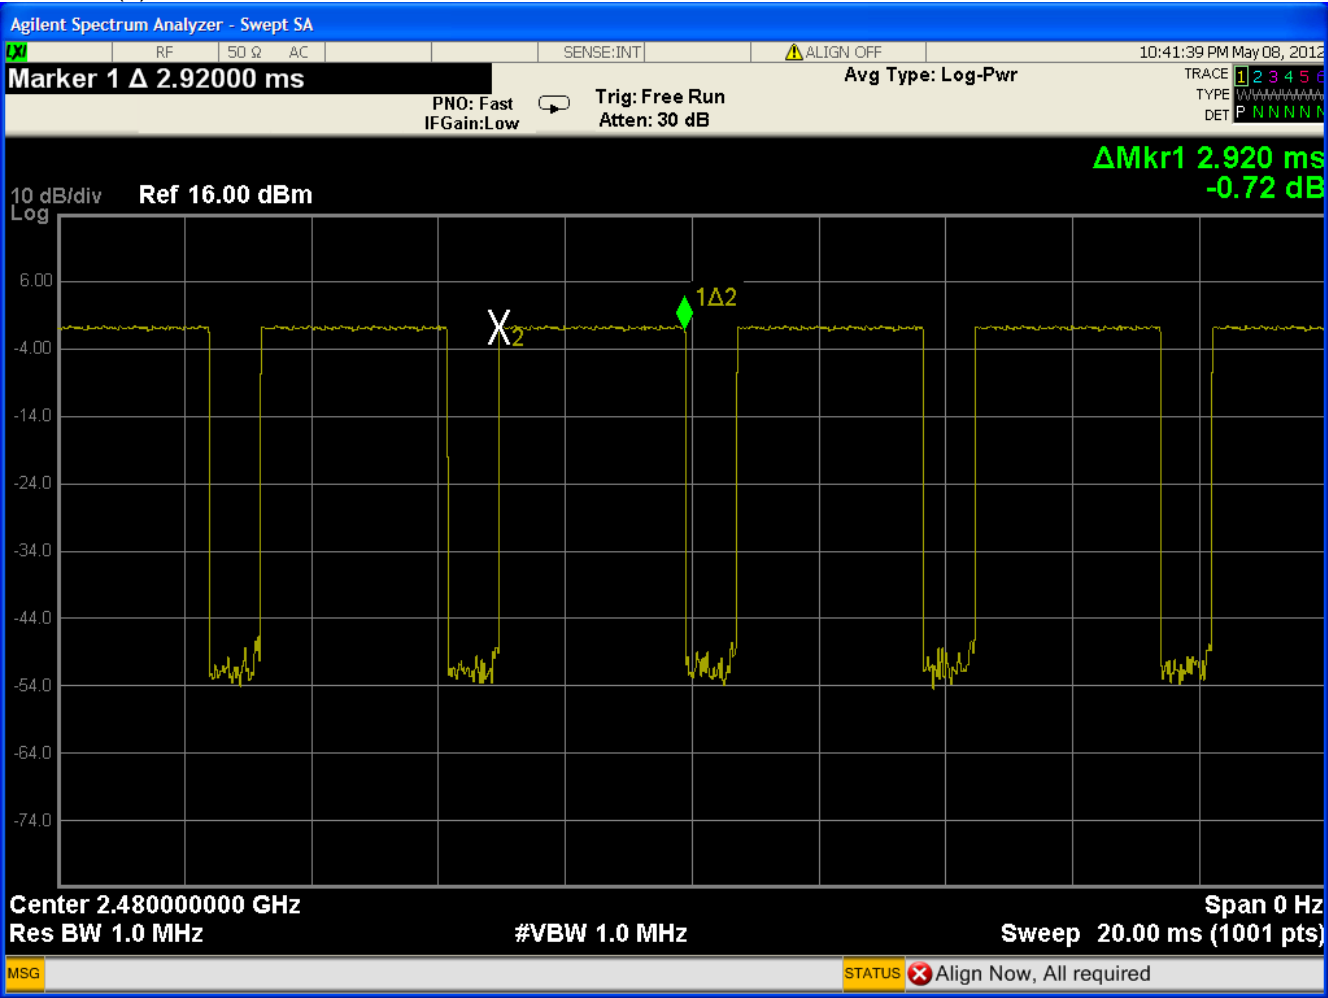 Agilent Spectrum Analyzer - Swept SA
LXI RF 50 Ω AC SENSE:INT ALIGN OFF 10:41:39 PM May 08, 2012
Marker 1 Δ 2.92000 ms
Avg Type: Log-Pwr
TRACE 1 2 3 4 5 6
PNO: Fast
Trig: Free Run
TYPE
IFGain:Low
Atten: 30 dB
DET P N N N N N
ΔMkr1 2.920 ms
-0.72 dB
10 dB/div Ref 16.00 dBm
Log
6.00
1Δ2
X2
-4.00
-14.0
-24.0
-34.0
-44.0
-54.0
-64.0
-74.0
Center 2.480000000 GHz Span 0 Hz
Res BW 1.0 MHz #VBW 1.0 MHz Sweep 20.00 ms (1001 pts)
MSG STATUS Align Now, All required